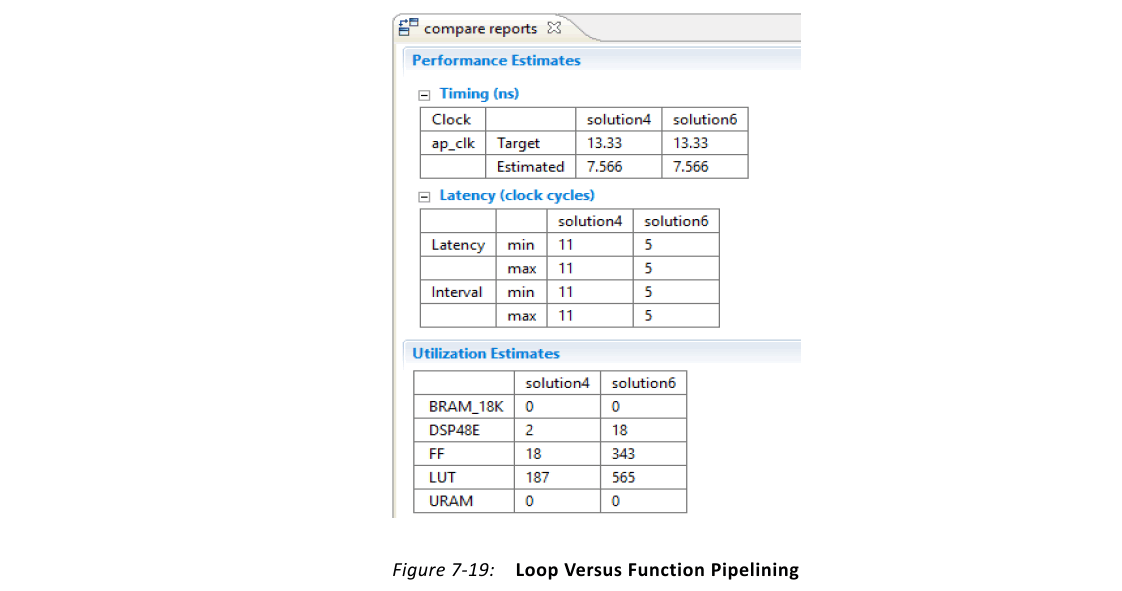 compare reports
Performance Estimates
Timing (ns)
Clock solution4 solution6
ap_clk Target 13.33 13.33
Estimated 7.566 7.566
Latency (clock cycles)
solution4 solution6
Latency min 11 5
max 11 5
Interval min 11 5
max 11 5
Utilization Estimates
solution4 solution6
BRAM_18K 0 0
DSP48E 2 18
FF 18 343
LUT 187 565
URAM 0 0
Figure 7-19: Loop Versus Function Pipelining